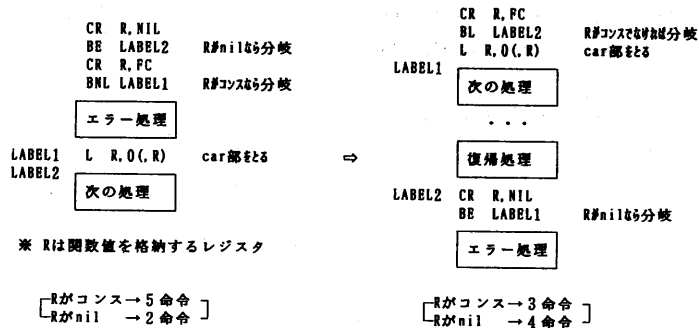 CR R,NIL
BE LABEL2 Rがnilなら分岐
CR R,FC
BNL LABEL1 Rがコンスなら分岐
エラー処理
LABEL1 L R,0(,R) car部をとる
LABEL2
次の処理
※ Rは関数値を格納するレジスタ
Rがコンス→5命令
Rがnil →2命令
⇒
CR R,FC
BL LABEL2 Rがコンスでなければ分岐
L R,0(,R) car部をとる
LABEL1
次の処理
・・・
復帰処理
LABEL2 CR R,NIL
BE LABEL1 Rがnilなら分岐
エラー処理
Rがコンス→3命令
Rがnil →4命令